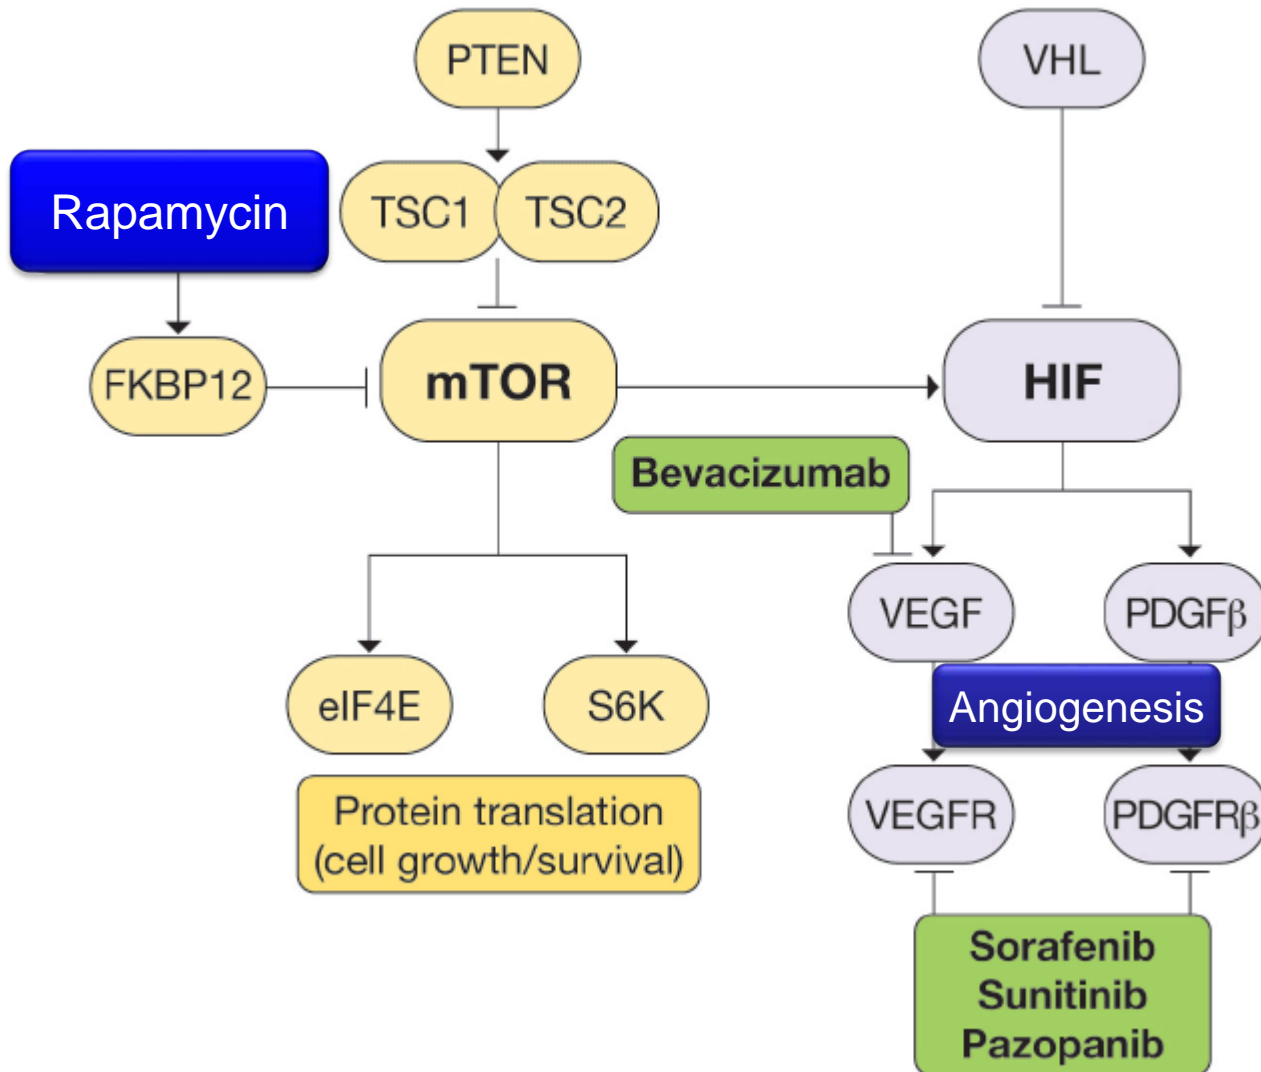 PTEN
VHL
Rapamycin
TSC1
TSC2
FKBP12
mTOR
HIF
Bevacizumab
VEGF
PDGFβ
eIF4E
S6K
Angiogenesis
Protein translation
(cell growth/survival)
VEGFR
PDGFRβ
Sorafenib
Sunitinib
Pazopanib